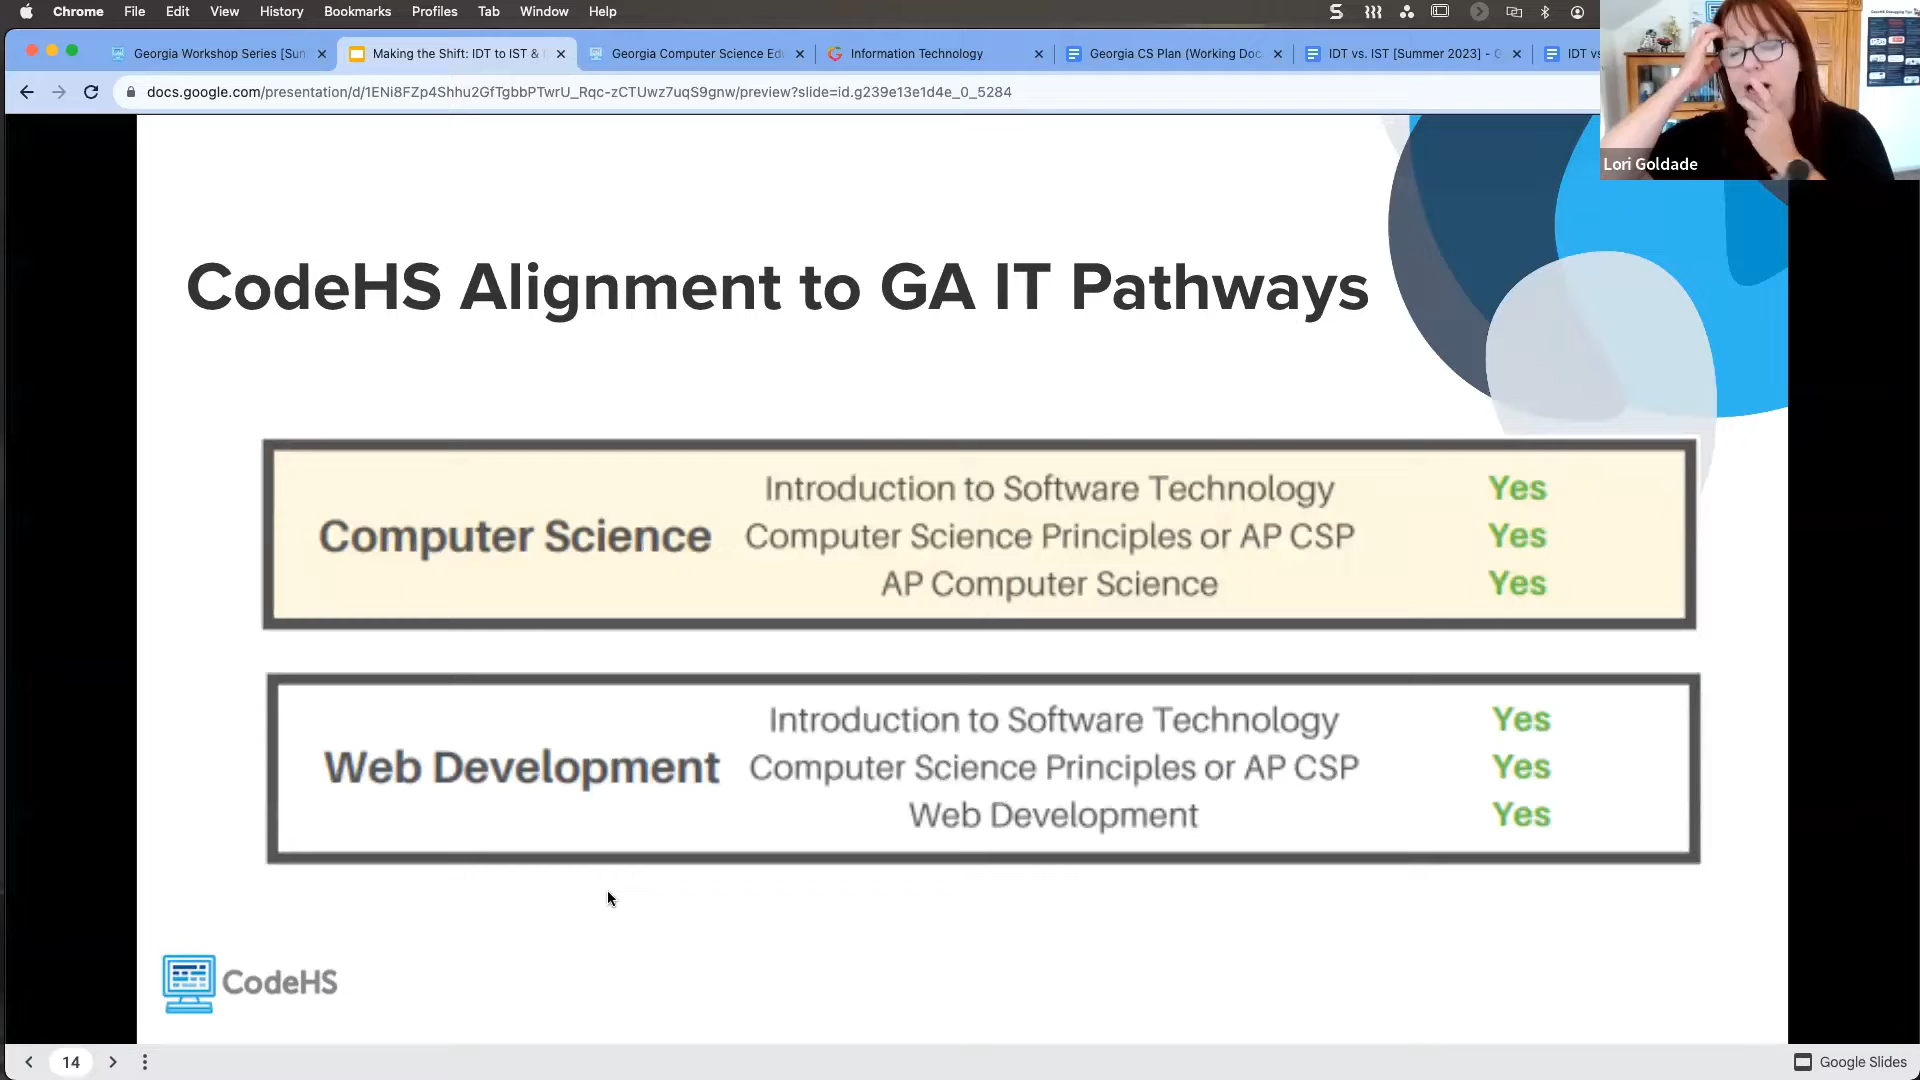 Chrome File Edit View History Bookmarks Profiles Tab Window Help
Georgia Workshop Series [Sun
Making the Shift: IDT to IST &
Georgia Computer Science Ed
Information Technology
Georgia CS Plan (Working Doc
IDT vs. IST [Summer 2023] - G
IDT vs
docs.google.com/presentation/d/1ENi8FZp4Shhu2GfTgbbPTwrU_Rqc-zCTUwz7uqS9gnw/preview?slide=id.g239e13e1d4e_0_5284
Lori Goldade
CodeHS Alignment to GA IT Pathways
Computer Science
Introduction to Software Technology Yes
Computer Science Principles or AP CSP Yes
AP Computer Science Yes
Web Development
Introduction to Software Technology Yes
Computer Science Principles or AP CSP Yes
Web Development Yes
CodeHS
14
Google Slides